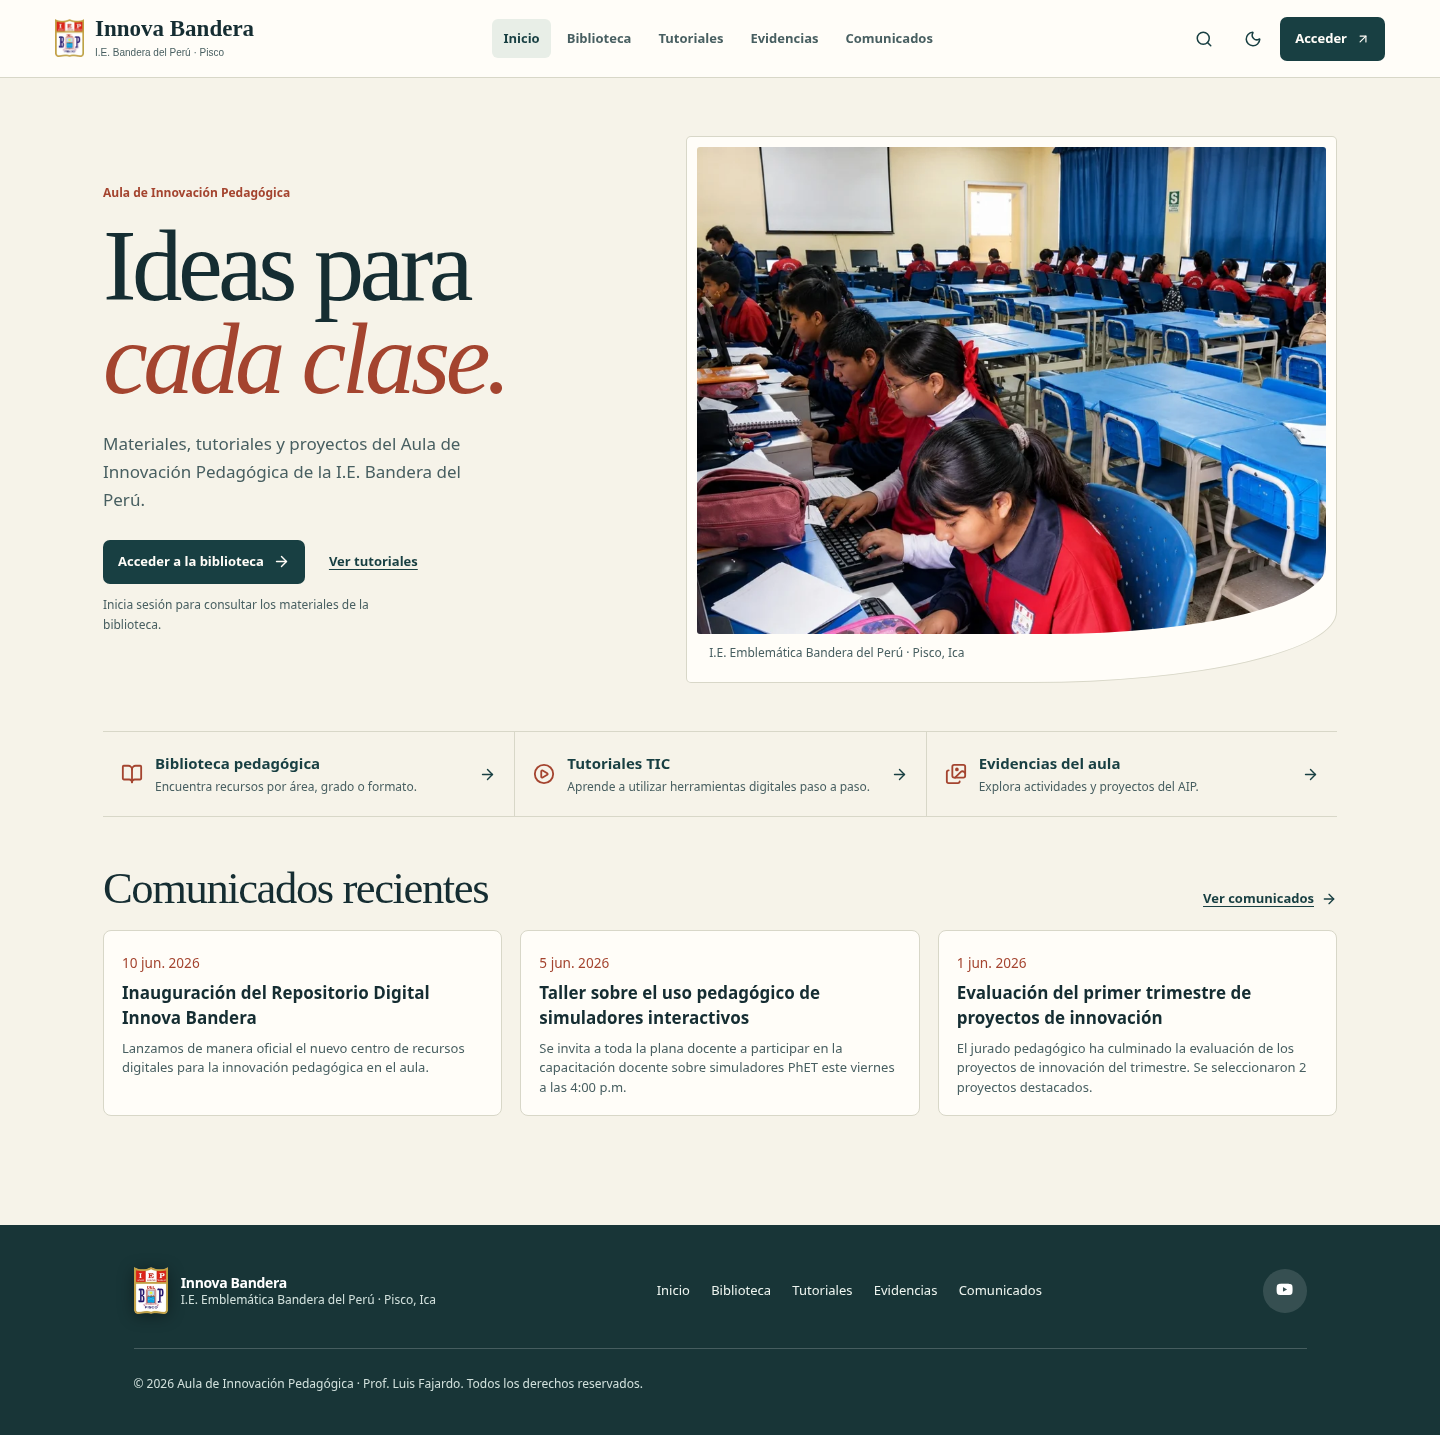 Innova Bandera
I.E. Bandera del Perú · Pisco
Inicio
Biblioteca
Tutoriales
Evidencias
Comunicados
Acceder
Aula de Innovación Pedagógica
Ideas para
cada clase.
Materiales, tutoriales y proyectos del Aula de
Innovación Pedagógica de la I.E. Bandera del
Perú.
Acceder a la biblioteca
Ver tutoriales
Inicia sesión para consultar los materiales de la
biblioteca.
S
I.E. Emblemática Bandera del Perú · Pisco, Ica
Biblioteca pedagógica
Encuentra recursos por área, grado o formato.
Tutoriales TIC
Aprende a utilizar herramientas digitales paso a paso.
Evidencias del aula
Explora actividades y proyectos del AIP.
Comunicados recientes
Ver comunicados
10 jun. 2026
Inauguración del Repositorio Digital
Innova Bandera
Lanzamos de manera oficial el nuevo centro de recursos
digitales para la innovación pedagógica en el aula.
5 jun. 2026
Taller sobre el uso pedagógico de
simuladores interactivos
Se invita a toda la plana docente a participar en la
capacitación docente sobre simuladores PhET este viernes
a las 4:00 p.m.
1 jun. 2026
Evaluación del primer trimestre de
proyectos de innovación
El jurado pedagógico ha culminado la evaluación de los
proyectos de innovación del trimestre. Se seleccionaron 2
proyectos destacados.
I E P
B P
Innova Bandera
I.E. Emblemática Bandera del Perú · Pisco, Ica
Inicio
Biblioteca
Tutoriales
Evidencias
Comunicados
© 2026 Aula de Innovación Pedagógica · Prof. Luis Fajardo. Todos los derechos reservados.